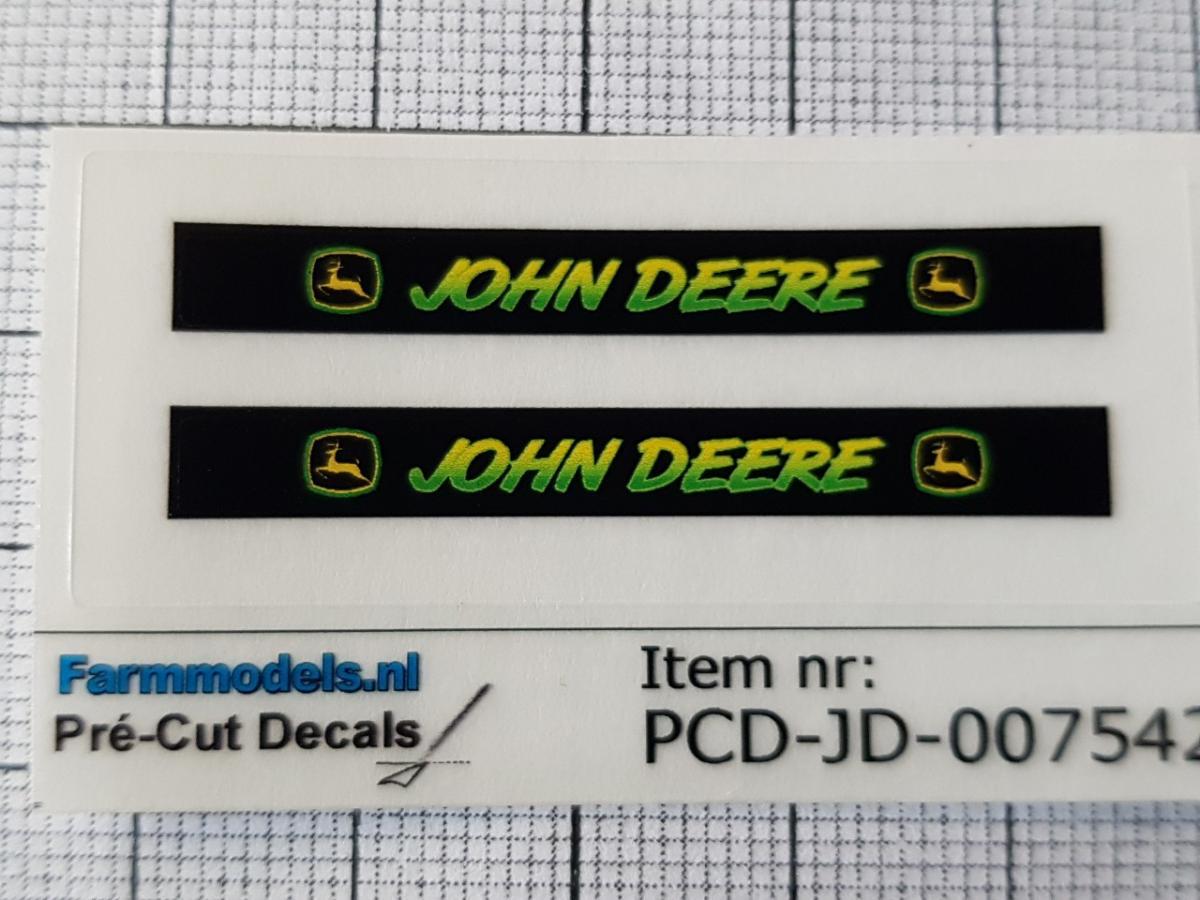 JOHN DEERE
JOHN DEERE
Farmmodels.nl
Pré-Cut Decals
Item nr:
PCD-JD-007542